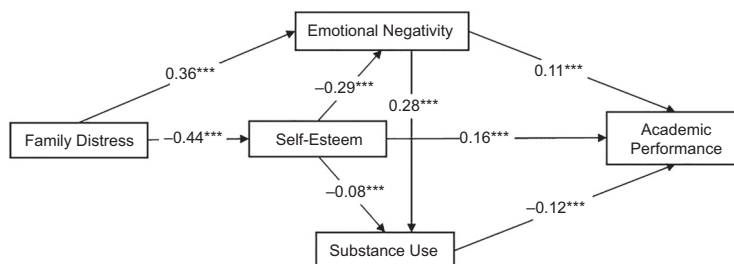 Emotional Negativity
0.36***
–0.29***
0.11***
0.28***
Family Distress
–0.44***
Self-Esteem
0.16***
Academic
Performance
–0.08***
–0.12***
Substance Use